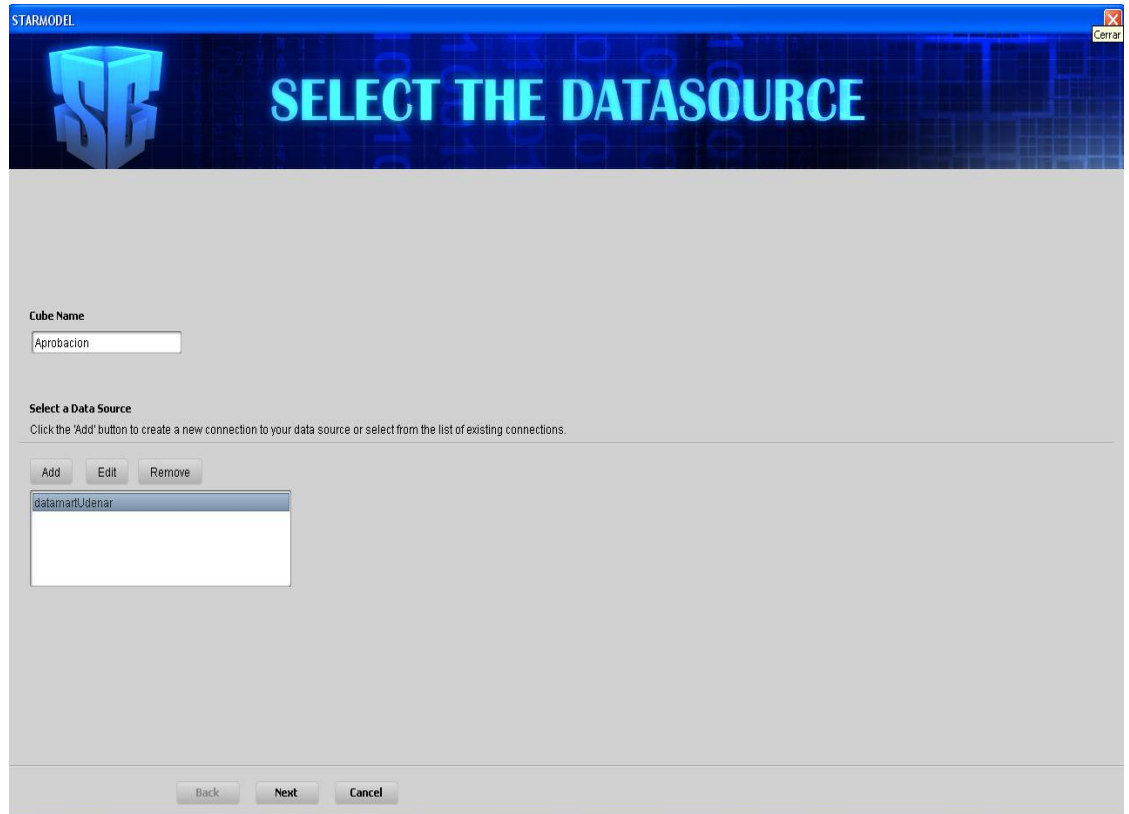 STARMODEL
Cerrar
SELECT THE DATASOURCE
Cube Name
Aprobacion
Select a Data Source
Click the 'Add' button to create a new connection to your data source or select from the list of existing connections.
Add Edit Remove
datamartUdenar
Back Next Cancel